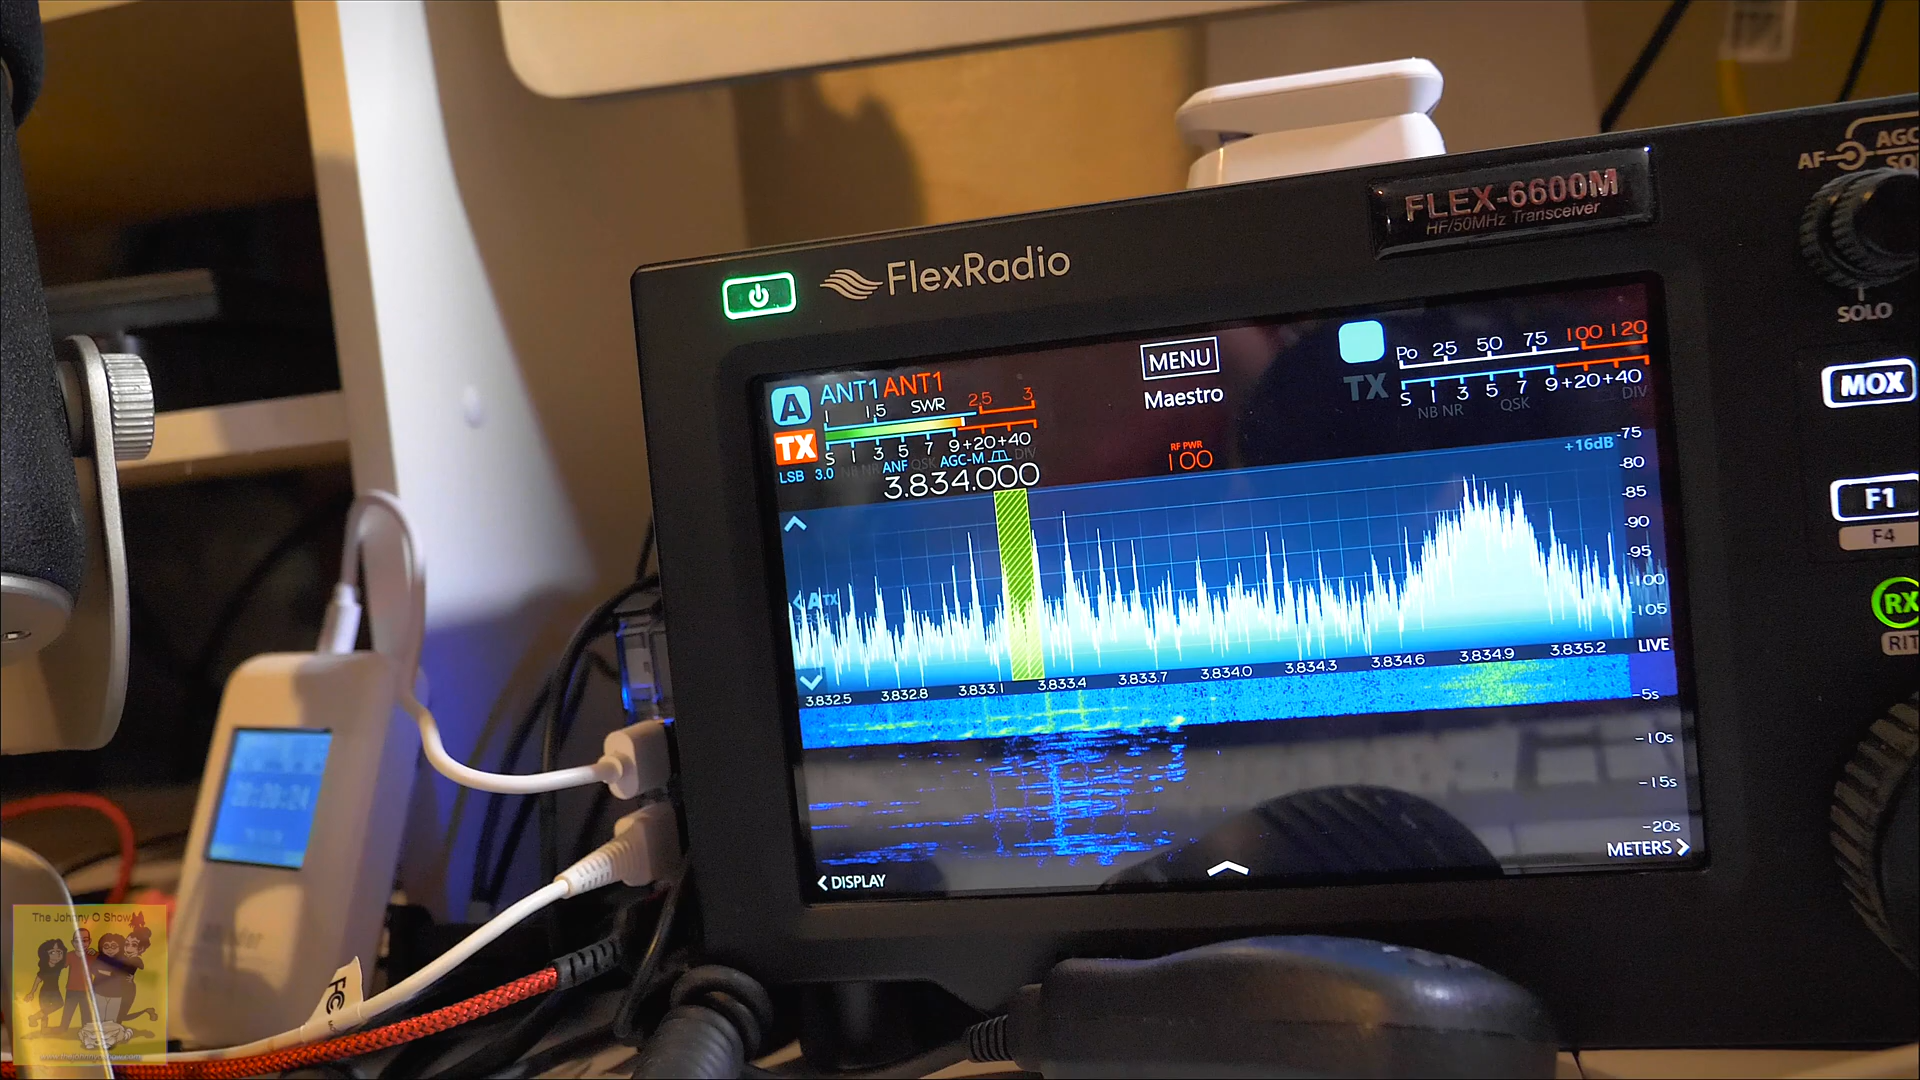 FLEX-6600M
HF/50MHz Transceiver
FlexRadio
AF
AGC
SOLO
MOX
F1
F4
RX
RIT
MENU
Maestro
A
ANT1 ANT1
1 1.5 SWR 2.5 3
TX
S 1 3 5 7 9 +20 +40
LSB 3.0 NB NR ANF QSK AGC-M DIV
3.834.000
RF PWR
100
Po 25 50 75 100 120
TX
S 1 3 5 7 9 +20 +40
NB NR QSK DIV
+16dB
-75
-80
-85
-90
-95
-100
-105
A TX
3.832.5 3.832.8 3.833.1 3.833.4 3.833.7 3.834.0 3.834.3 3.834.6 3.834.9 3.835.2
LIVE
-5s
-10s
-15s
-20s
METERS
DISPLAY
The Johnny O Show
FC